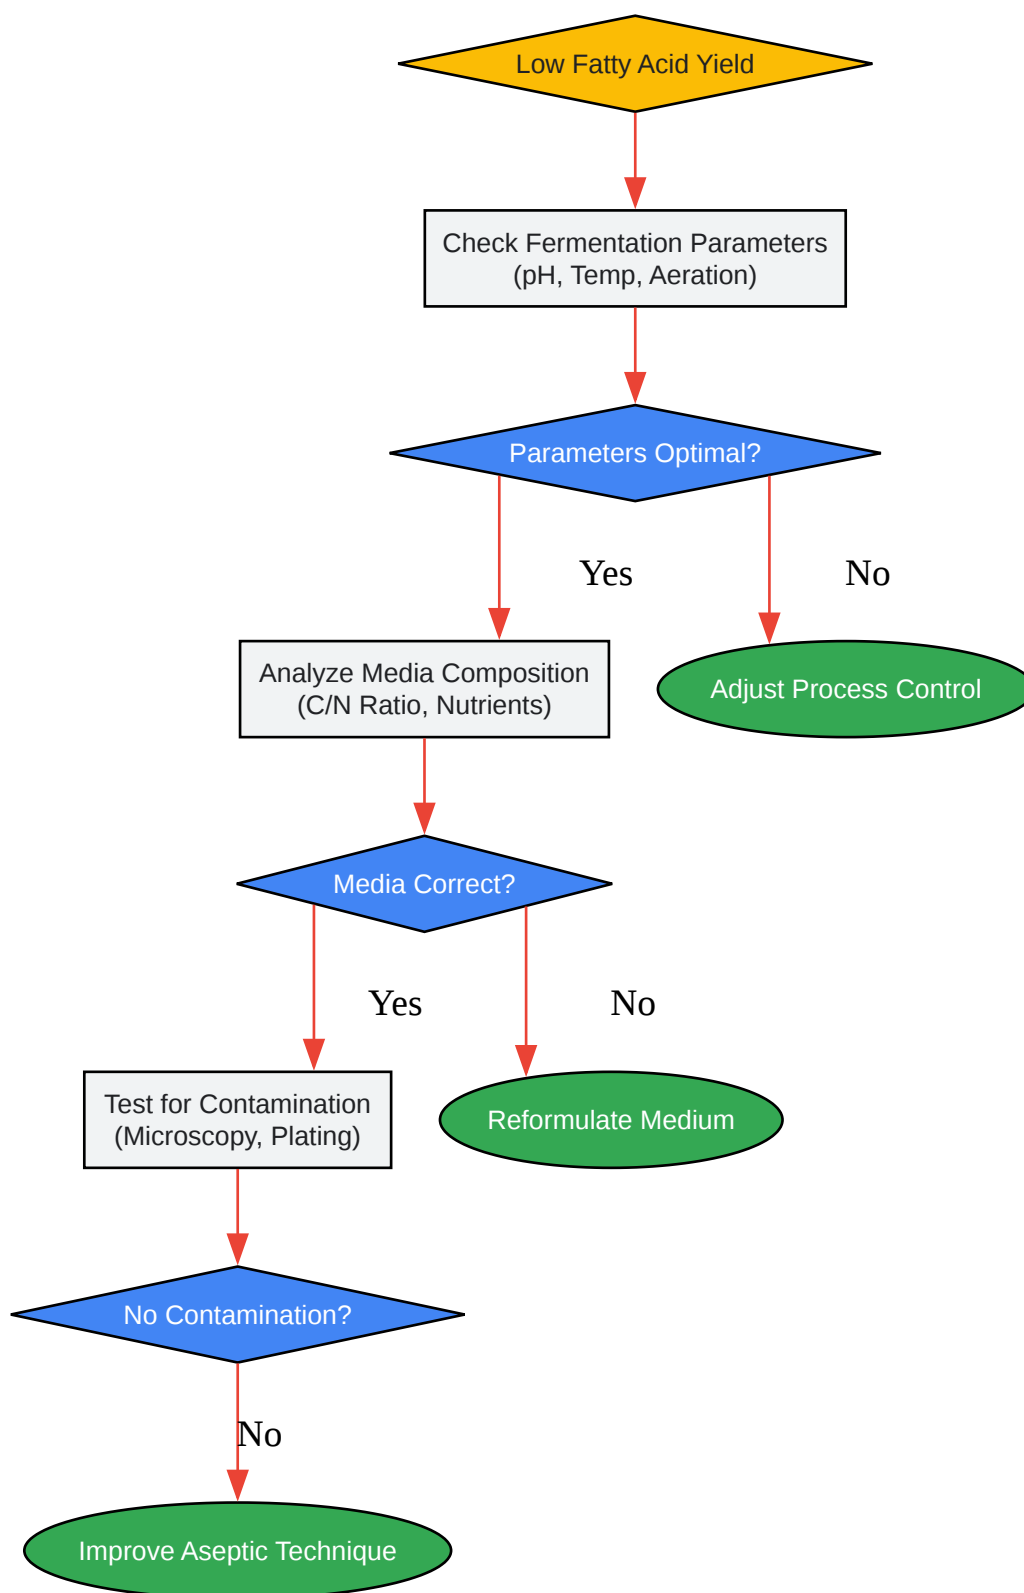 Low Fatty Acid Yield
Check Fermentation Parameters
(pH, Temp, Aeration)
Parameters Optimal?
Yes
No
Analyze Media Composition
(C/N Ratio, Nutrients)
Adjust Process Control
Media Correct?
Yes
No
Test for Contamination
(Microscopy, Plating)
Reformulate Medium
No Contamination?
No
Improve Aseptic Technique